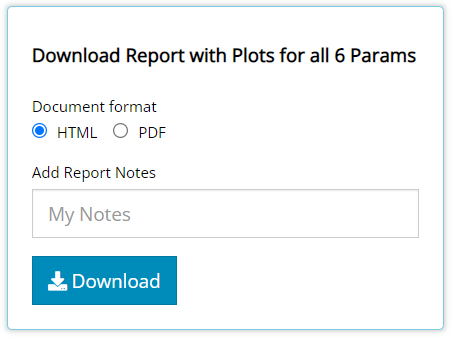 Download Report with Plots for all 6 Params
Document format
HTML PDF
Add Report Notes
My Notes
Download